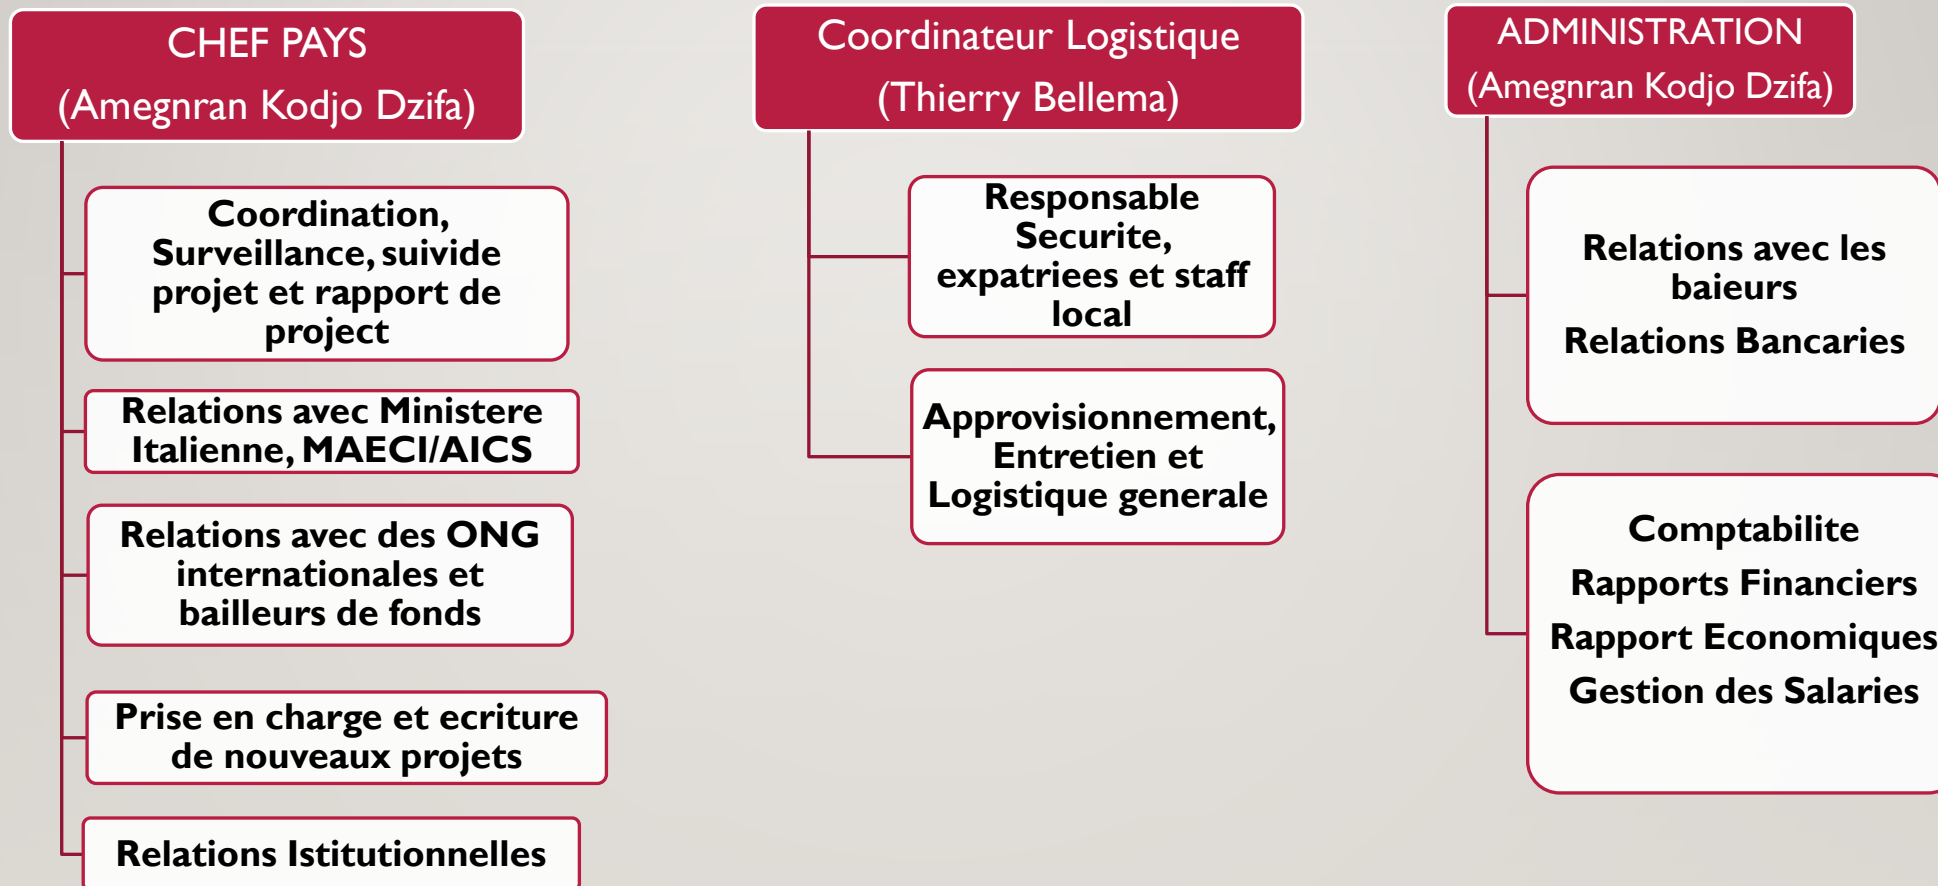 CHEF PAYS
(Amegnran Kodjo Dzifa)
Coordination,
Surveillance, suivide
projet et rapport de
project
Relations avec Ministere
Italienne, MAECI/AICS
Relations avec des ONG
internationales et
bailleurs de fonds
Prise en charge et ecriture
de nouveaux projets
Relations Istitutionnelles
Coordinateur Logistique
(Thierry Bellema)
Responsable
Securite,
expatriees et staff
local
Approvisionnement,
Entretien et
Logistique generale
ADMINISTRATION
(Amegnran Kodjo Dzifa)
Relations avec les
baieurs
Relations Bancaries
Comptabilite
Rapports Financiers
Rapport Economiques
Gestion des Salaries